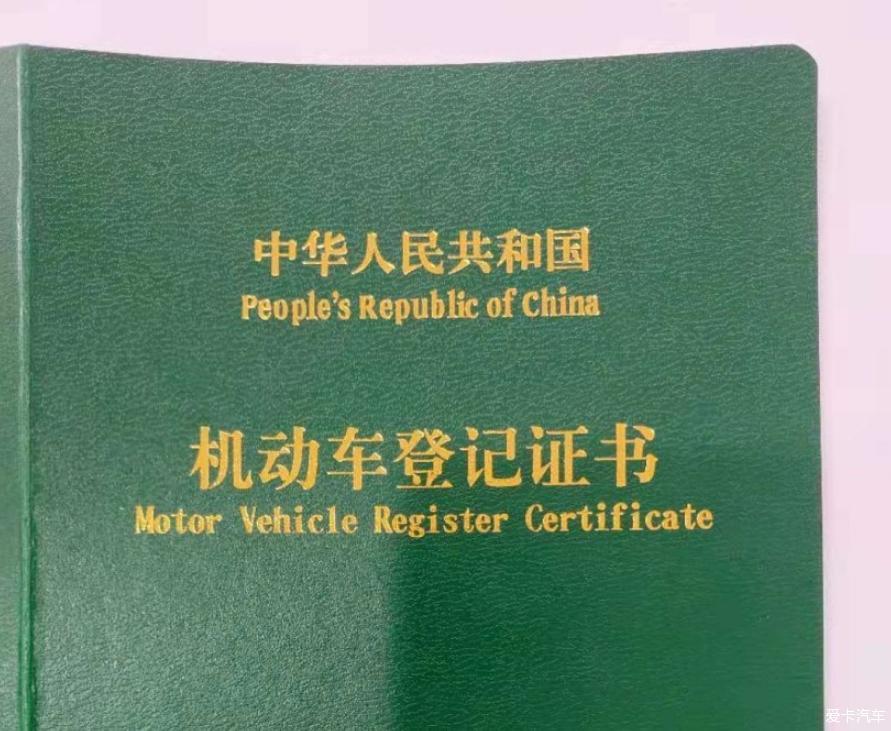 中华人民共和国
People's Republic of China
机动车登记证书
Motor Vehicle Register Certificate
爱卡汽车